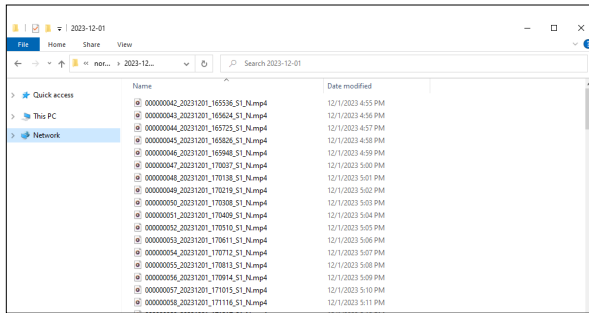 2023-12-01
File Home Share View
« nor... › 2023-12... Search 2023-12-01
Name Date modified
Quick access
This PC
Network
000000042_20231201_165536_S1_N.mp4 12/1/2023 4:55 PM
000000043_20231201_165624_S1_N.mp4 12/1/2023 4:56 PM
000000044_20231201_165725_S1_N.mp4 12/1/2023 4:57 PM
000000045_20231201_165826_S1_N.mp4 12/1/2023 4:58 PM
000000046_20231201_165948_S1_N.mp4 12/1/2023 4:59 PM
000000047_20231201_170037_S1_N.mp4 12/1/2023 5:00 PM
000000048_20231201_170138_S1_N.mp4 12/1/2023 5:01 PM
000000049_20231201_170219_S1_N.mp4 12/1/2023 5:02 PM
000000050_20231201_170308_S1_N.mp4 12/1/2023 5:03 PM
000000051_20231201_170409_S1_N.mp4 12/1/2023 5:04 PM
000000052_20231201_170510_S1_N.mp4 12/1/2023 5:05 PM
000000053_20231201_170611_S1_N.mp4 12/1/2023 5:06 PM
000000054_20231201_170712_S1_N.mp4 12/1/2023 5:07 PM
000000055_20231201_170813_S1_N.mp4 12/1/2023 5:08 PM
000000056_20231201_170914_S1_N.mp4 12/1/2023 5:09 PM
000000057_20231201_171015_S1_N.mp4 12/1/2023 5:10 PM
000000058_20231201_171116_S1_N.mp4 12/1/2023 5:11 PM